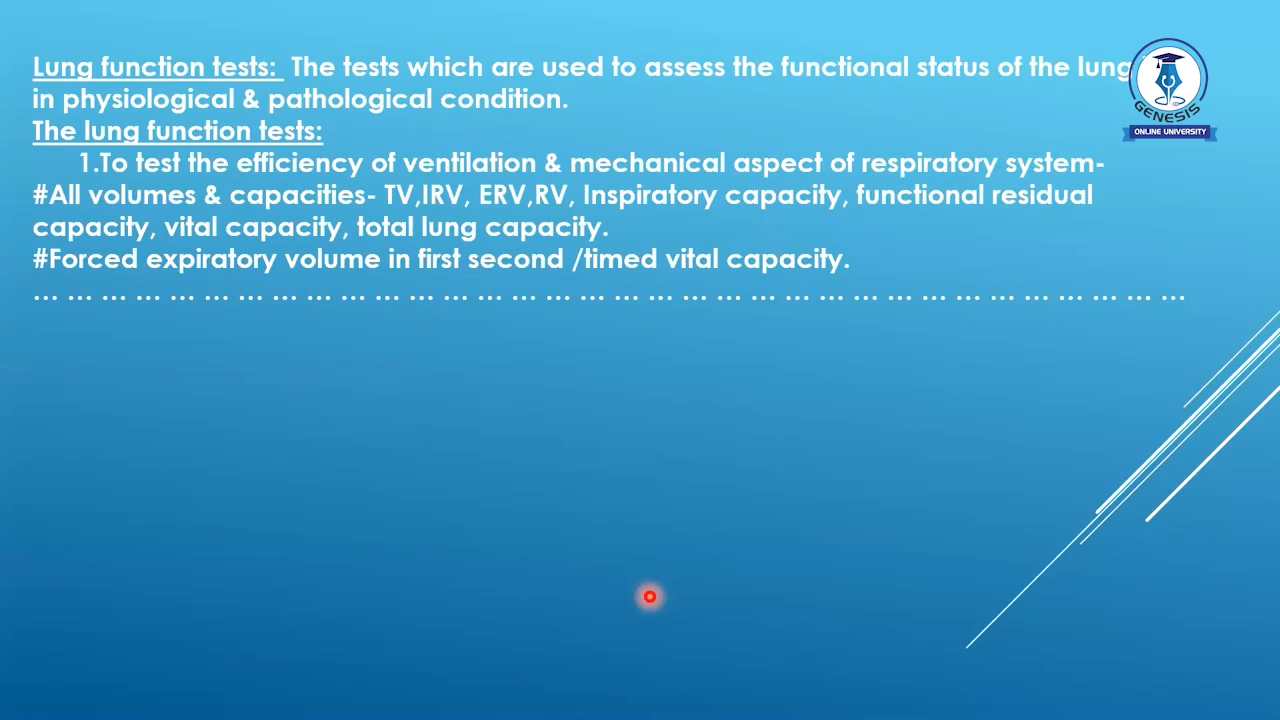 Lung function tests: The tests which are used to assess the functional status of the lung
in physiological & pathological condition.
The lung function tests:
1.To test the efficiency of ventilation & mechanical aspect of respiratory system-
#All volumes & capacities- TV,IRV, ERV,RV, Inspiratory capacity, functional residual
capacity, vital capacity, total lung capacity.
#Forced expiratory volume in first second /timed vital capacity.
… … … … … … … … … … … … … … … … … … … … … … … … … … … … … … … … … …
GENESIS
ONLINE UNIVERSITY